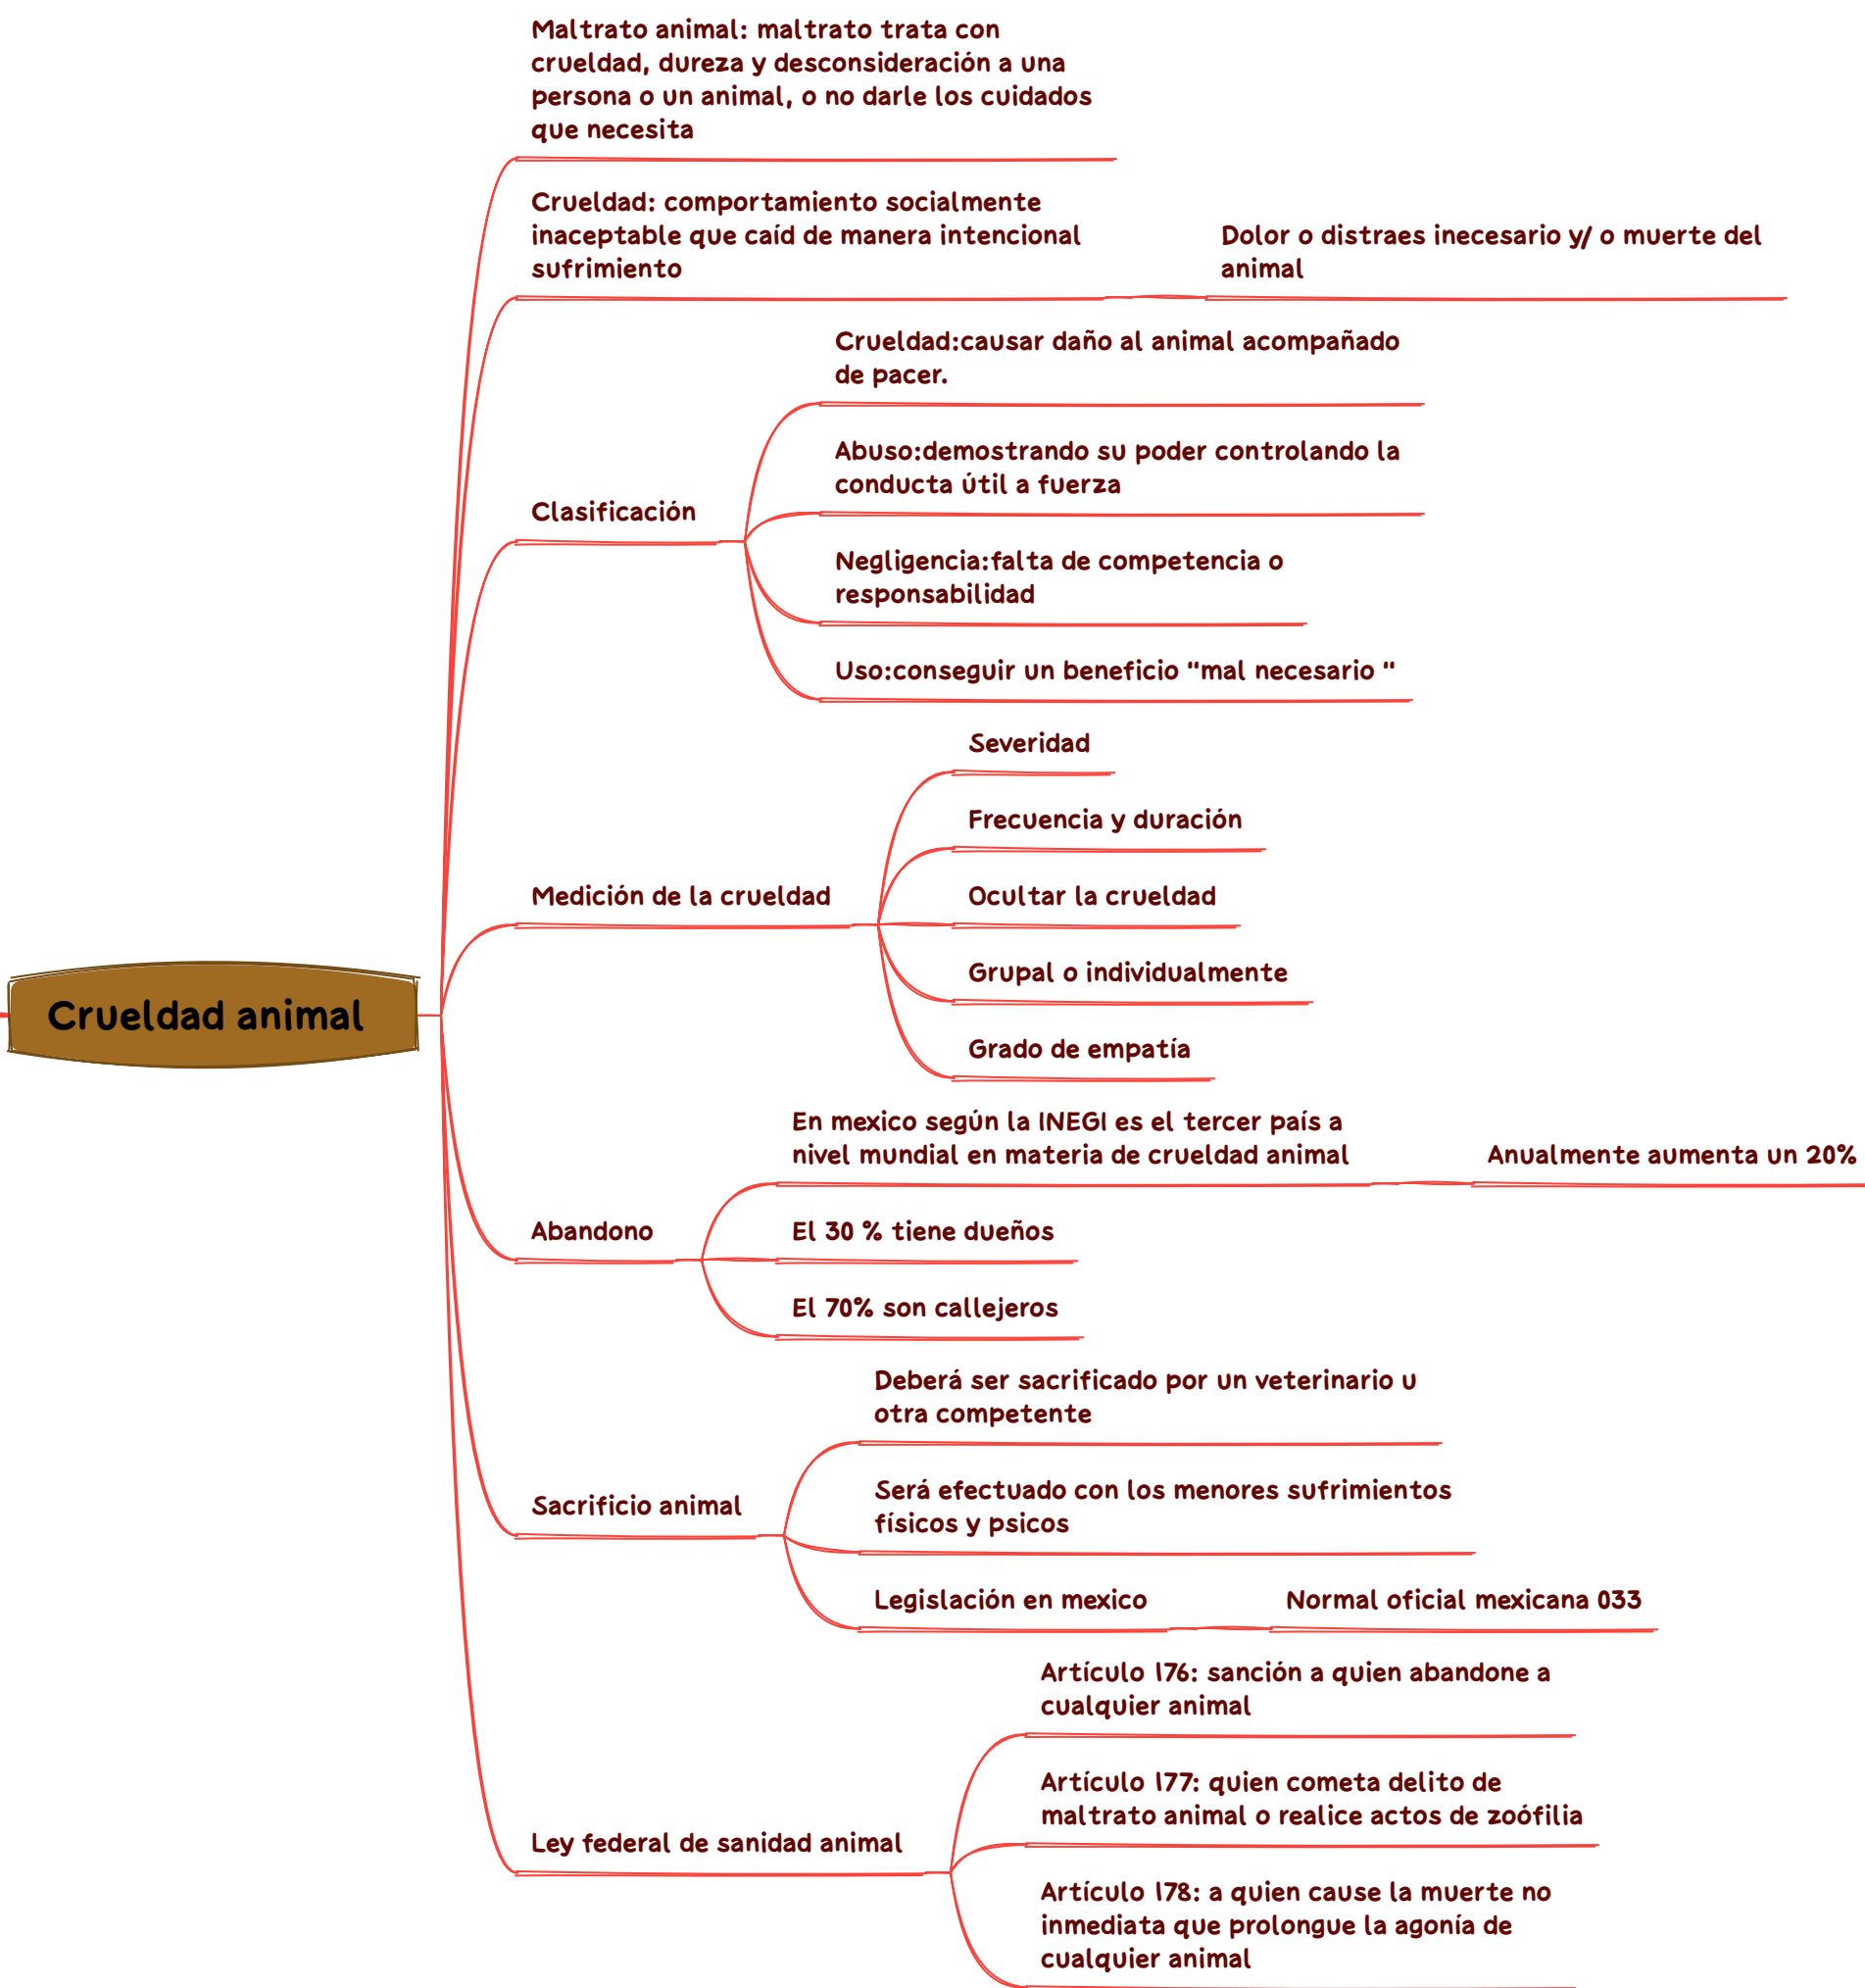 Maltrato animal: maltrato trata con
crueldad, dureza y desconsideración a una
persona o un animal, o no darle los cuidados
que necesita
Crueldad: comportamiento socialmente
inaceptable que caíd de manera intencional
sufrimiento
Dolor o distraes inecesario y/ o muerte del
animal
Clasificación
Crueldad:causar daño al animal acompañado
de pacer.
Abuso:demostrando su poder controlando la
conducta útil a fuerza
Negligencia:falta de competencia o
responsabilidad
Uso:conseguir un beneficio "mal necesario "
Medición de la crueldad
Severidad
Frecuencia y duración
Ocultar la crueldad
Grupal o individualmente
Grado de empatía
Crueldad animal
Abandono
En mexico según la INEGI es el tercer país a
nivel mundial en materia de crueldad animal
Anualmente aumenta un 20%
El 30 % tiene dueños
El 70% son callejeros
Sacrificio animal
Deberá ser sacrificado por un veterinario u
otra competente
Será efectuado con los menores sufrimientos
físicos y psicos
Legislación en mexico
Normal oficial mexicana 033
Ley federal de sanidad animal
Artículo 176: sanción a quien abandone a
cualquier animal
Artículo 177: quien cometa delito de
maltrato animal o realice actos de zoófilia
Artículo 178: a quien cause la muerte no
inmediata que prolongue la agonía de
cualquier animal